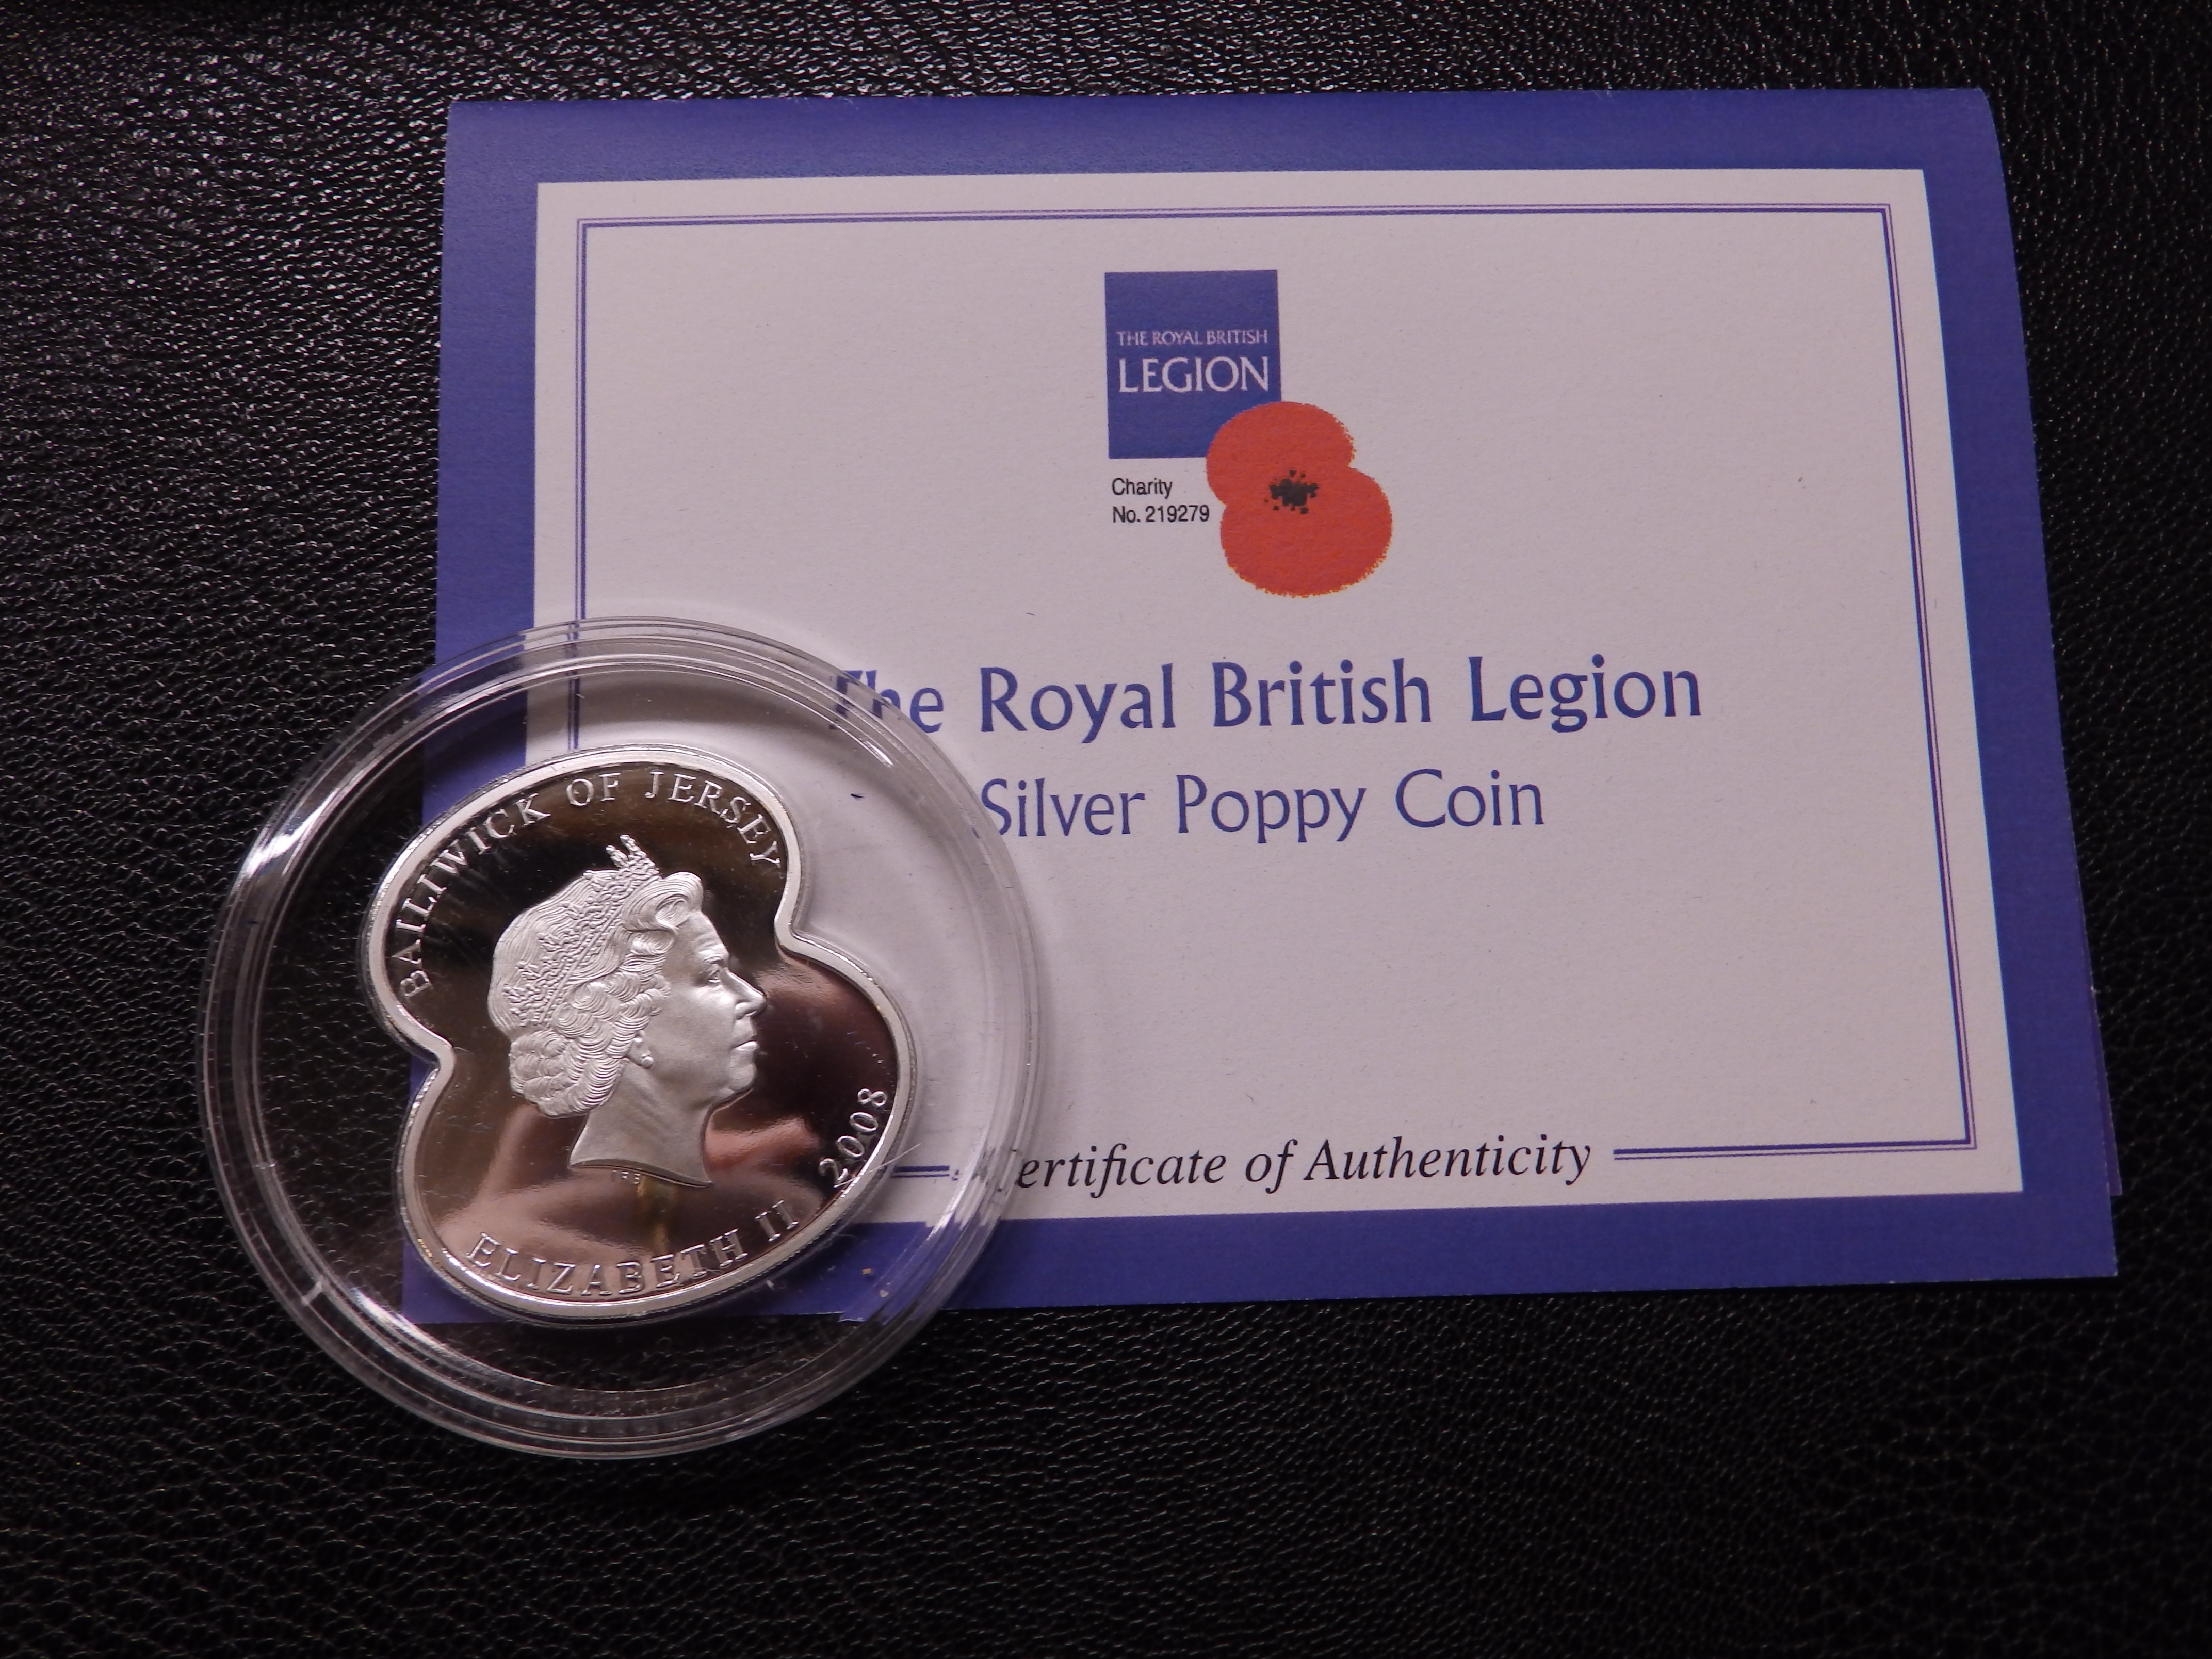 THE ROYAL BRITISH
LEGION
Charity
No. 219279
The Royal British Legion
Silver Poppy Coin
Certificate of Authenticity
BAILIWICK OF JERSEY
ELIZABETH II 2008